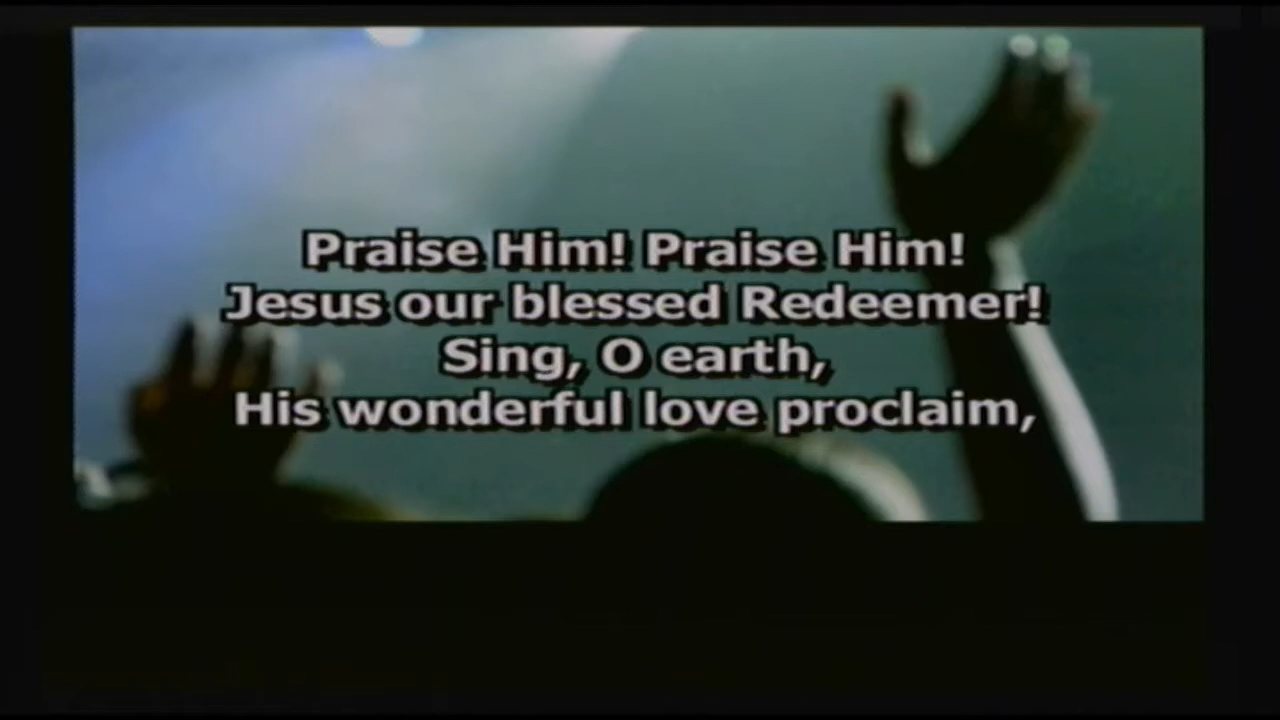 Praise Him! Praise Him!
Jesus our blessed Redeemer!
Sing, O earth,
His wonderful love proclaim,